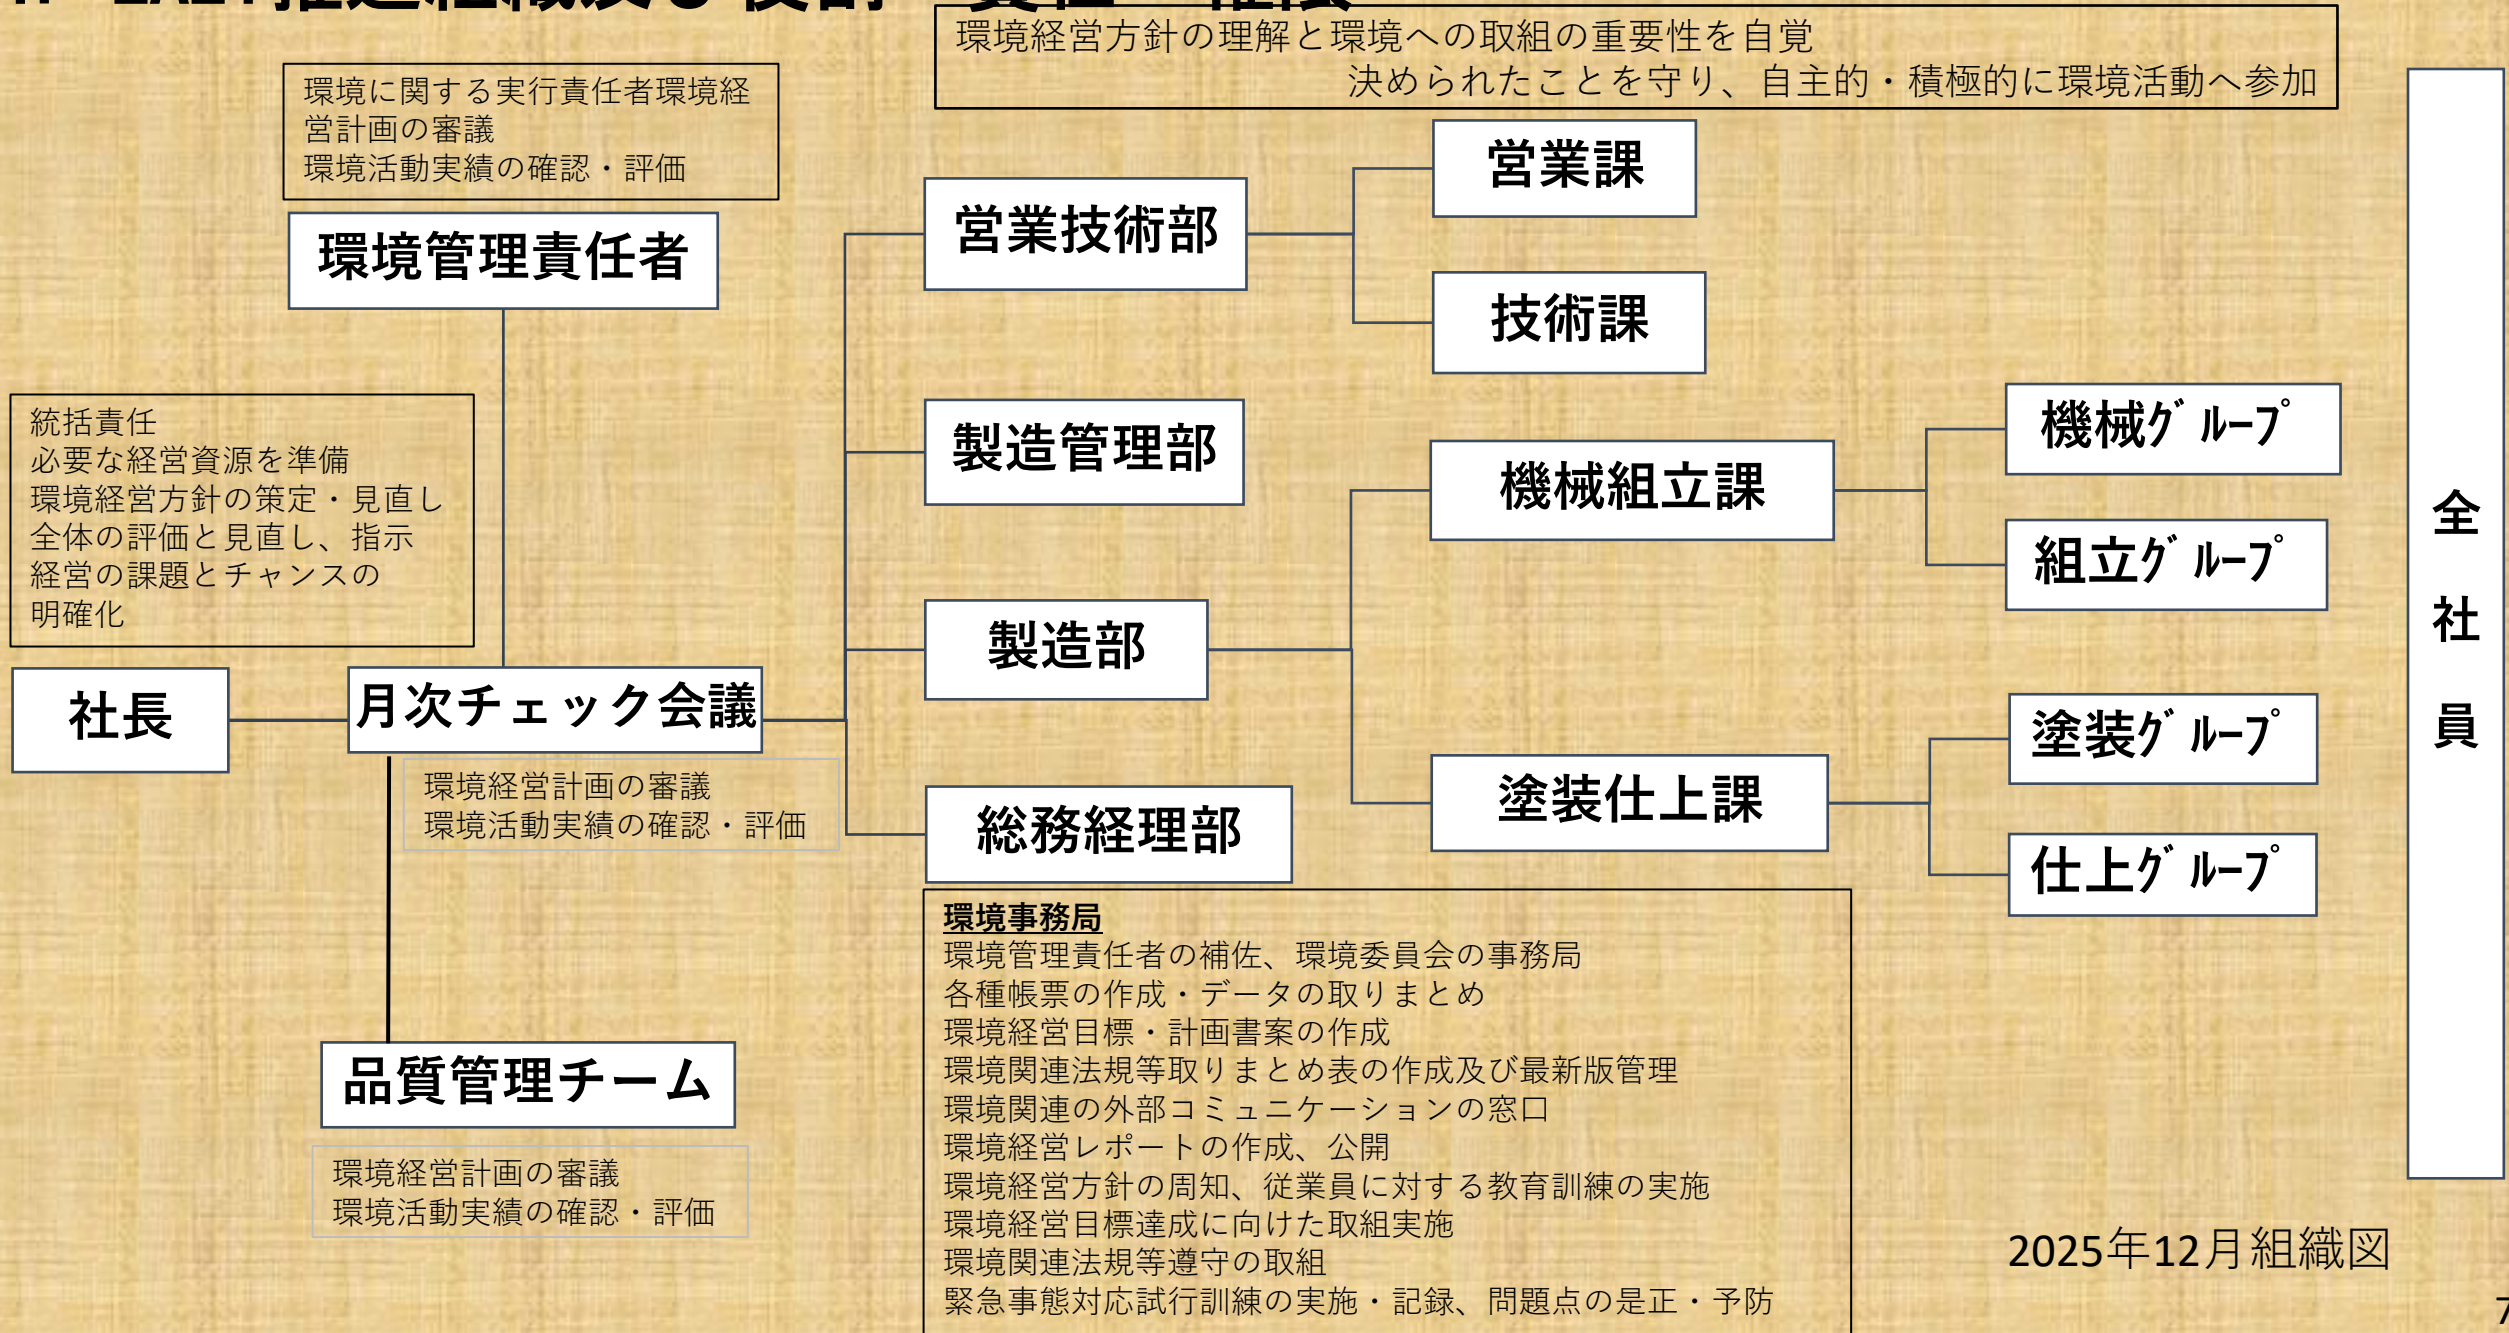 環境経営方針の理解と環境への取組の重要性を自覚
決められたことを守り、自主的・積極的に環境活動へ参加
環境に関する実行責任者環境経
営計画の審議
環境活動実績の確認・評価
環境管理責任者
統括責任
必要な経営資源を準備
環境経営方針の策定・見直し
全体の評価と見直し、指示
経営の課題とチャンスの
明確化
社長
月次チェック会議
環境経営計画の審議
環境活動実績の確認・評価
品質管理チーム
環境経営計画の審議
環境活動実績の確認・評価
営業技術部
製造管理部
製造部
総務経理部
環境事務局
環境管理責任者の補佐、環境委員会の事務局
各種帳票の作成・データの取りまとめ
環境経営目標・計画書案の作成
環境関連法規等取りまとめ表の作成及び最新版管理
環境関連の外部コミュニケーションの窓口
環境経営レポートの作成、公開
環境経営方針の周知、従業員に対する教育訓練の実施
環境経営目標達成に向けた取組実施
環境関連法規等遵守の取組
緊急事態対応試行訓練の実施・記録、問題点の是正・予防
営業課
技術課
機械組立課
塗装仕上課
機械ｸﾞﾙｰﾌﾟ
組立ｸﾞﾙｰﾌﾟ
塗装ｸﾞﾙｰﾌﾟ
仕上ｸﾞﾙｰﾌﾟ
全社員
2025年12月組織図
7